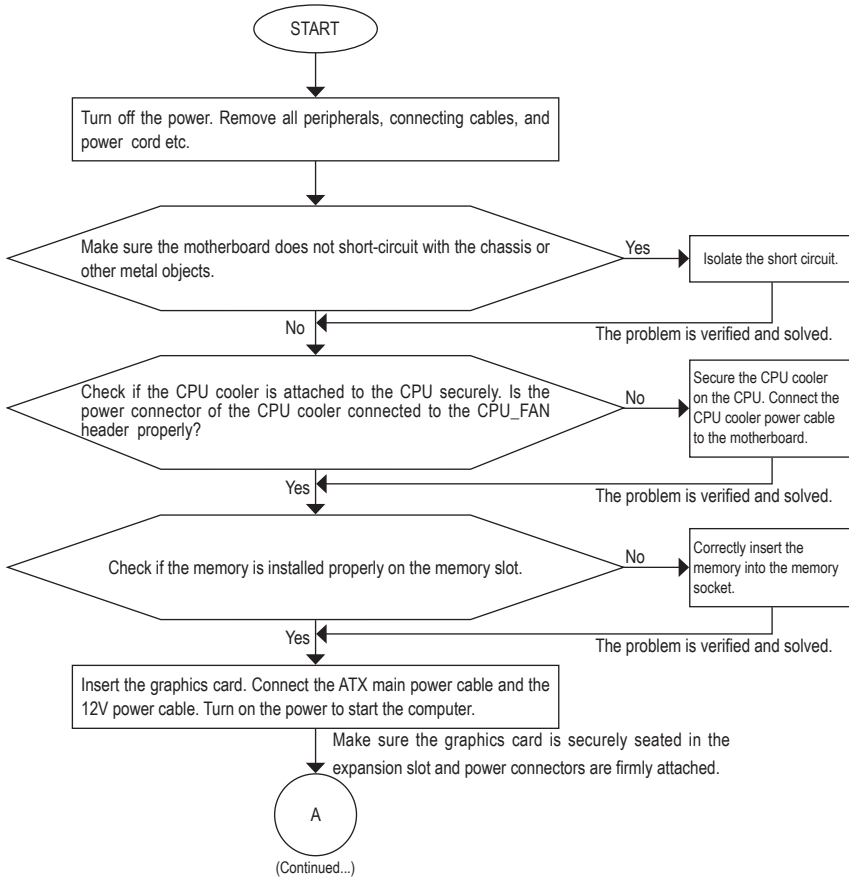 START
Turn off the power. Remove all peripherals, connecting cables, and
power cord etc.
Make sure the motherboard does not short-circuit with the chassis or
other metal objects.
Yes
Isolate the short circuit.
No
The problem is verified and solved.
Check if the CPU cooler is attached to the CPU securely. Is the
power connector of the CPU cooler connected to the CPU_FAN
header properly?
No
Secure the CPU cooler
on the CPU. Connect the
CPU cooler power cable
to the motherboard.
Yes
The problem is verified and solved.
Check if the memory is installed properly on the memory slot.
No
Correctly insert the
memory into the memory
socket.
Yes
The problem is verified and solved.
Insert the graphics card. Connect the ATX main power cable and the
12V power cable. Turn on the power to start the computer.
Make sure the graphics card is securely seated in the
expansion slot and power connectors are firmly attached.
A
(Continued...)